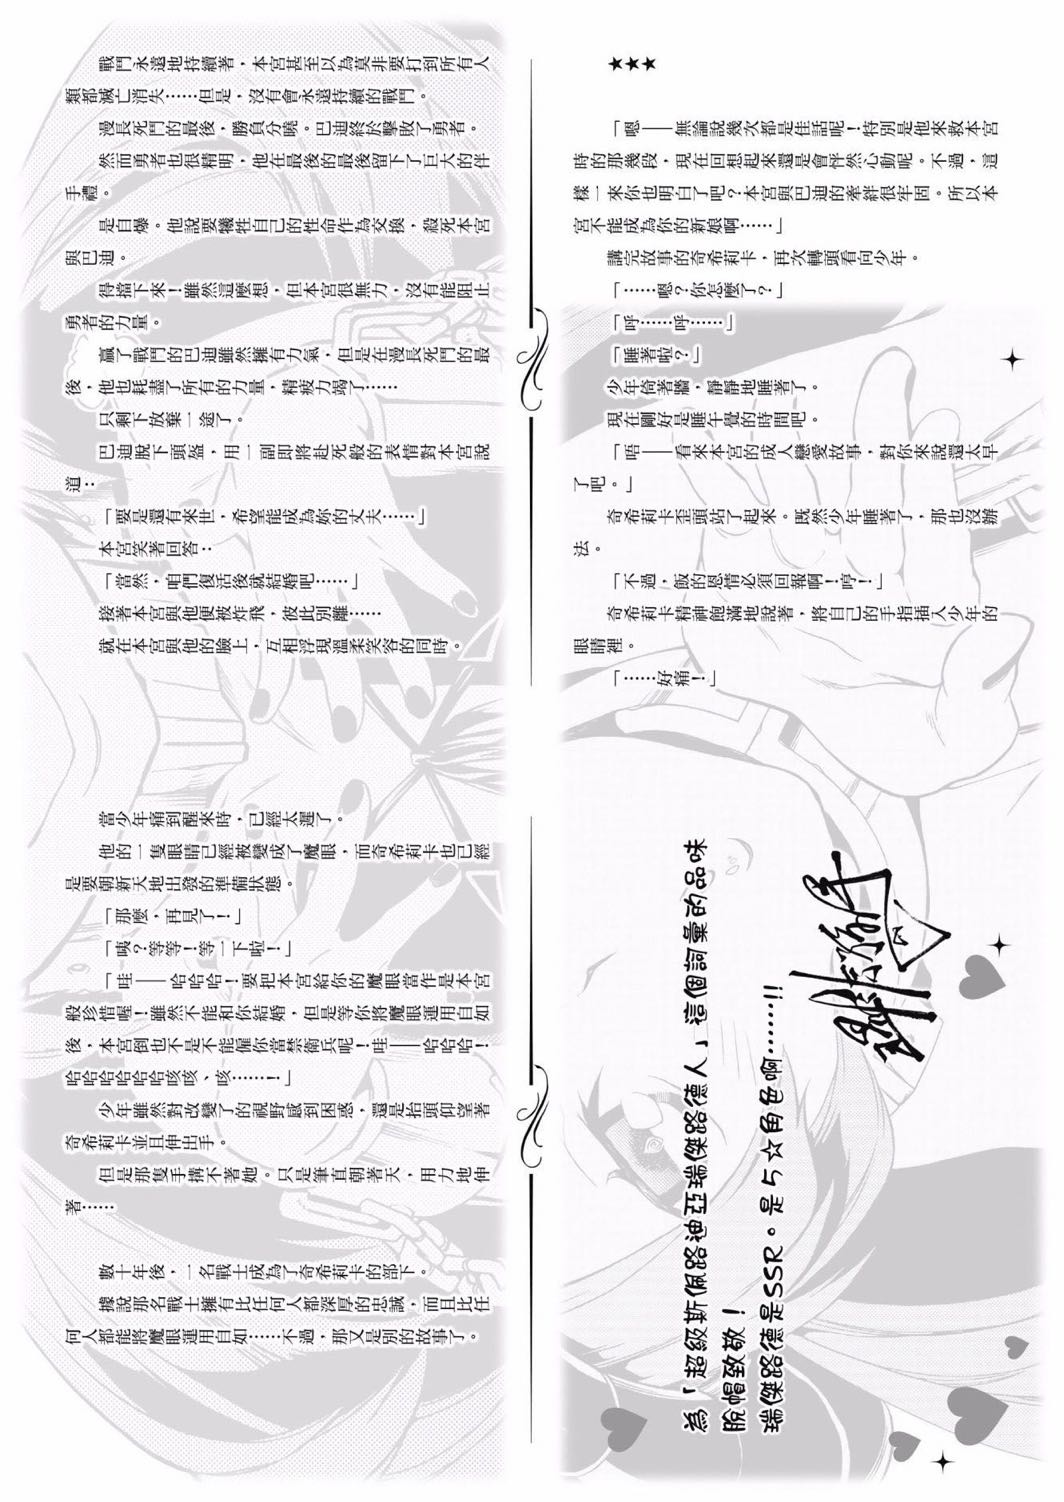 戰鬥永遠地持續著，本宮甚至以為莫非要打到所有人
類都滅亡消失……但是，沒有會永遠持續的戰鬥。
漫長死鬥的最後，勝負分曉。巴迪終於擊敗了勇者。
然而勇者也很精明，他在最後的最後留下了巨大的伴
手禮。
是自爆。他說要犧牲自己的性命作為交換，殺死本宮
與巴迪。
得擋下來！雖然這麼想，但本宮很無力，沒有能阻止
勇者的力量。
贏了戰鬥的巴迪雖然擁有力氣，但是在漫長死鬥的最
後，他也耗盡了所有的力量，精疲力竭了……
只剩下放棄一途了。
巴迪脫下頭盔，用一副即將赴死般的表情對本宮說
道：
「要是還有來世，希望能成為妳的丈夫……」
本宮笑著回答：
「當然，咱們復活後就結婚吧……」
接著本宮與他便被炸飛，彼此別離……
就在本宮與他的臉上，互相浮現溫柔笑容的同時。
★★★
「嗯——無論說幾次都是佳話呢！特別是他來救本宮
時的那幾段，現在回想起來還是會怦然心動呢。不過，這
樣一來你也明白了吧？本宮與巴迪的牽絆很牢固。所以本
宮不能成為你的新娘啊……」
講完故事的奇希莉卡，再次轉頭看向少年。
「……嗯？你怎麼了？」
「呼……呼……」
「睡著啦？」
少年倚著牆，靜靜地睡著了。
現在剛好是睡午覺的時間吧。
「唔——看來本宮的成人戀愛故事，對你來說還太早
了吧。」
奇希莉卡歪頭站了起來。既然少年睡著了，那也沒辦
法。
「不過，飯的恩情必須回報啊！哼！」
奇希莉卡精神飽滿地說著，將自己的手指插入少年的
眼睛裡。
「……好痛！」
當少年痛到醒來時，已經太遲了。
他的一隻眼睛已經被變成了魔眼，而奇希莉卡也已經
是要朝新天地出發的準備狀態。
「那麼，再見了！」
「咦？等等！等一下啦！」
「哇——哈哈哈！要把本宮給你的魔眼當作是本宮
般珍惜喔！雖然不能和你結婚，但是等你將魔眼運用自如
後，本宮倒也不是不能僱你當禁衛兵呢！哇——哈哈哈！
哈哈哈哈哈哈咳咳、咳……！」
少年雖然對改變了的視野感到困惑，還是抬頭仰望著
奇希莉卡並且伸出手。
但是那隻手搆不著她。只是筆直朝著天，用力地伸
著……
數十年後，一名戰士成為了奇希莉卡的部下。
據說那名戰士擁有比任何人都深厚的忠誠，而且比任
何人都能將魔眼運用自如……不過，那又是別的故事了。
為「超級斯佩路迪亞瑞傑路德人」這個詞彙的品味
脫帽致敬！
瑞傑路德是SSR。是5☆角色啊……!!